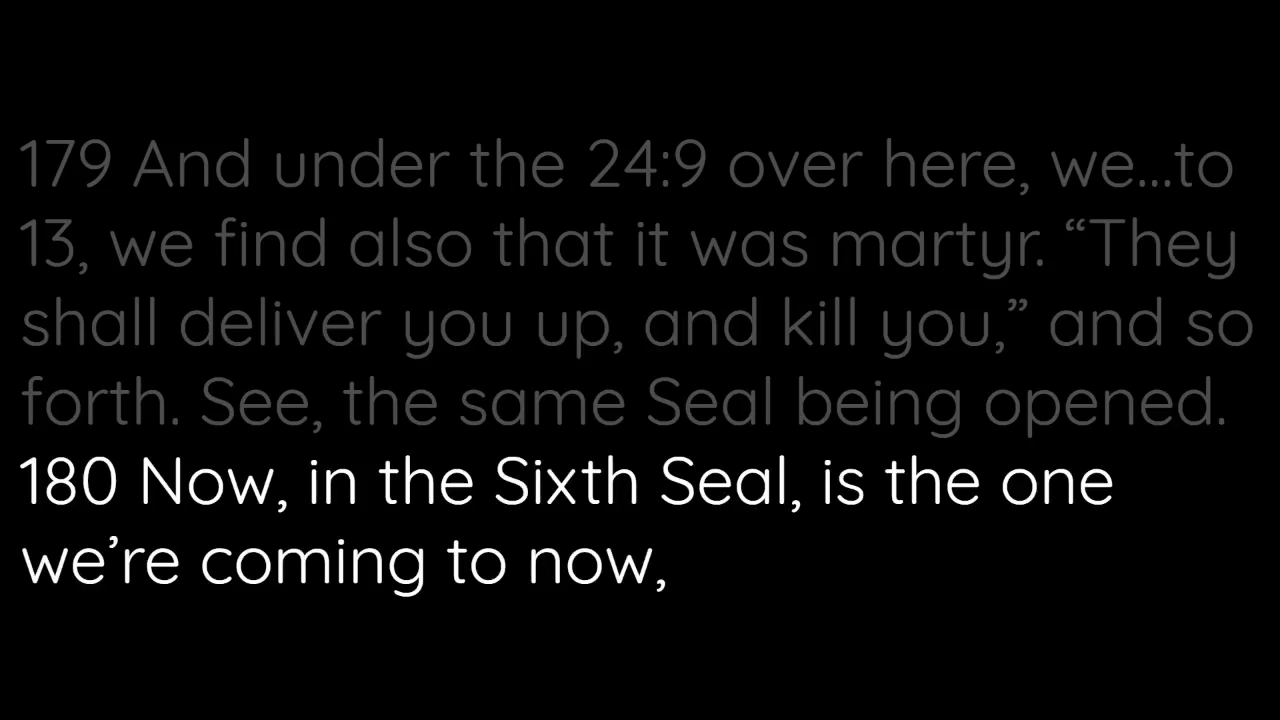 179 And under the 24:9 over here, we...to
13, we find also that it was martyr. “They
shall deliver you up, and kill you,” and so
forth. See, the same Seal being opened.
180 Now, in the Sixth Seal, is the one
we’re coming to now,